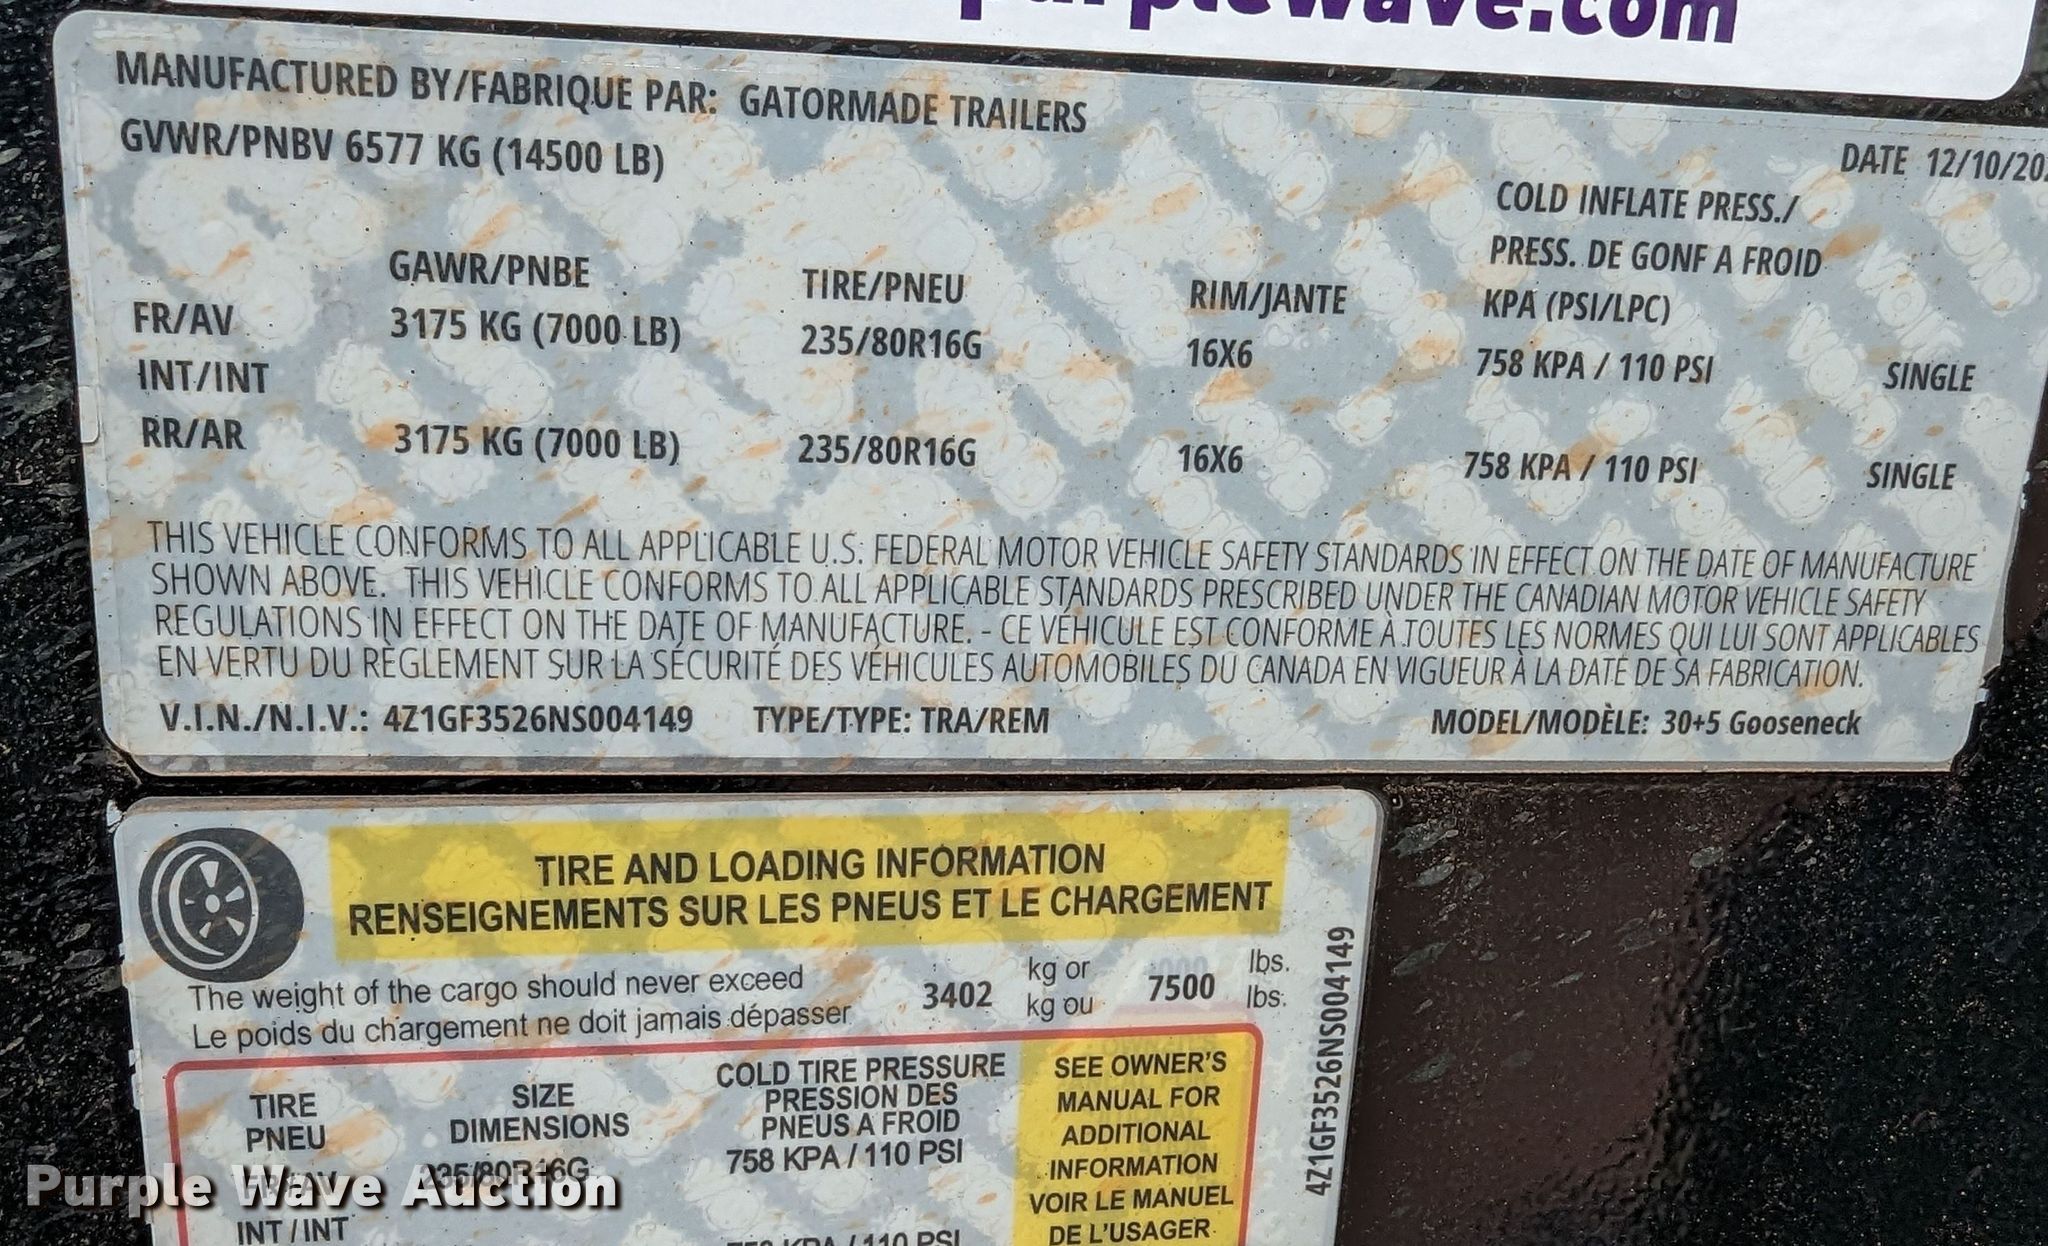 purplewave.com
MANUFACTURED BY/FABRIQUE PAR: GATORMADE TRAILERS
GVWR/PNBV 6577 KG (14500 LB)
DATE 12/10/20
COLD INFLATE PRESS./
PRESS. DE GONF A FROID
GAWR/PNBE TIRE/PNEU RIM/JANTE KPA (PSI/LPC)
FR/AV 3175 KG (7000 LB) 235/80R16G 16X6 758 KPA / 110 PSI SINGLE
INT/INT
RR/AR 3175 KG (7000 LB) 235/80R16G 16X6 758 KPA / 110 PSI SINGLE
THIS VEHICLE CONFORMS TO ALL APPLICABLE U.S. FEDERAL MOTOR VEHICLE SAFETY STANDARDS IN EFFECT ON THE DATE OF MANUFACTURE
SHOWN ABOVE. THIS VEHICLE CONFORMS TO ALL APPLICABLE STANDARDS PRESCRIBED UNDER THE CANADIAN MOTOR VEHICLE SAFETY
REGULATIONS IN EFFECT ON THE DATE OF MANUFACTURE. - CE VÉHICULE EST CONFORME À TOUTES LES NORMES QUI LUI SONT APPLICABLES
EN VERTU DU RÈGLEMENT SUR LA SÉCURITÉ DES VÉHICULES AUTOMOBILES DU CANADA EN VIGUEUR À LA DATE DE SA FABRICATION.
V.I.N./N.I.V.: 4Z1GF3526NS004149 TYPE/TYPE: TRA/REM MODEL/MODÈLE: 30+5 Gooseneck
TIRE AND LOADING INFORMATION
RENSEIGNEMENTS SUR LES PNEUS ET LE CHARGEMENT
The weight of the cargo should never exceed 3402 kg or 7500 lbs.
Le poids du chargement ne doit jamais dépasser kg ou lbs.
4Z1GF3526NS004149
TIRE
PNEU
SIZE
DIMENSIONS
COLD TIRE PRESSURE
PRESSION DES
PNEUS A FROID
235/80R16G 758 KPA / 110 PSI
INT / INT
758 KPA / 110 PSI
SEE OWNER'S
MANUAL FOR
ADDITIONAL
INFORMATION
VOIR LE MANUEL
DE L'USAGER
Purple Wave Auction